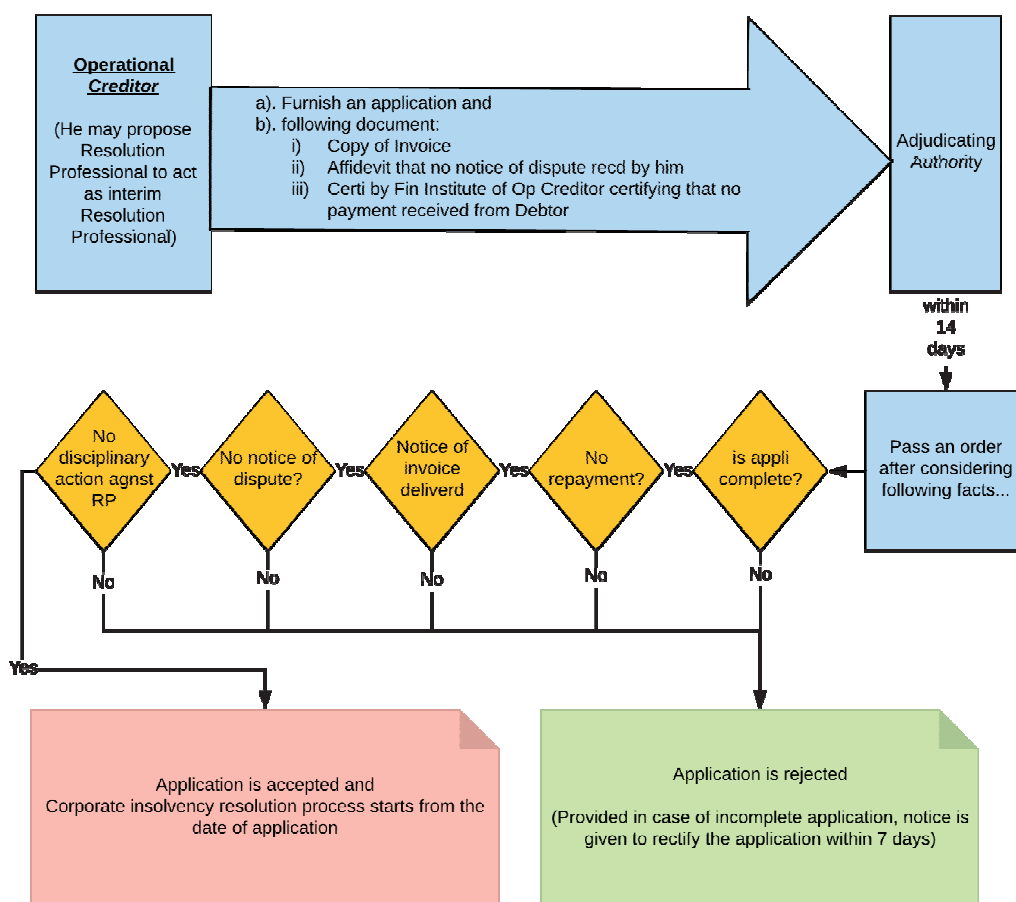 Operational
Creditor
(He may propose
Resolution
Professional to act
as interim
Resolution
Professional)
a). Furnish an application and
b). following document:
i) Copy of Invoice
ii) Affidevit that no notice of dispute recd by him
iii) Certi by Fin Institute of Op Creditor certifying that no
payment received from Debtor
Adjudicating
Authority
within
14
days
Pass an order
after considering
following facts...
is appli
complete?
Yes
No
repayment?
Yes
Notice of
invoice
deliverd
Yes
No notice of
dispute?
Yes
No
disciplinary
action agnst
RP
No
No
No
No
No
Yes
Application is accepted and
Corporate insolvency resolution process starts from the
date of application
Application is rejected
(Provided in case of incomplete application, notice is
given to rectify the application within 7 days)